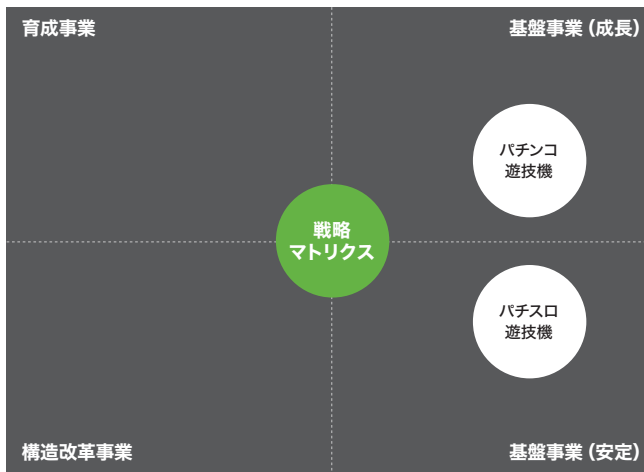 育成事業
基盤事業（成長）
パチンコ
遊技機
戦略
マトリクス
パチスロ
遊技機
構造改革事業
基盤事業（安定）